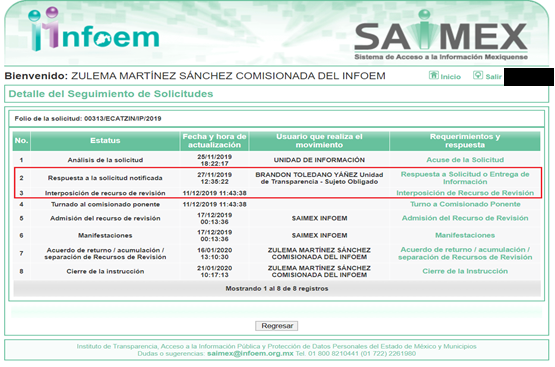 infoem
SAIMEX
Sistema de Acceso a la Información Mexiquense
Bienvenido: ZULEMA MARTÍNEZ SÁNCHEZ COMISIONADA DEL INFOEM
Inicio
Salir
Detalle del Seguimiento de Solicitudes
Folio de la solicitud: 00313/ECATZIN/IP/2019
No. Estatus Fecha y hora de actualización Usuario que realiza el movimiento Requerimientos y respuesta
1 Análisis de la solicitud 25/11/2019 18:22:17 UNIDAD DE INFORMACIÓN Acuse de la Solicitud
2 Respuesta a la solicitud notificada 27/11/2019 12:35:22 BRANDON TOLEDANO YÁÑEZ Unidad de Transparencia - Sujeto Obligado Respuesta a Solicitud o Entrega de Información
3 Interposición de recurso de revisión 11/12/2019 11:43:38 Interposición de Recurso de Revisión
4 Turnado al comisionado ponente 11/12/2019 11:43:38 Turno a Comisionado Ponente
5 Admisión del recurso de revisión 17/12/2019 00:13:36 SAIMEX INFOEM Admisión del Recurso de Revisión
6 Manifestaciones 17/12/2019 00:13:36 SAIMEX INFOEM Manifestaciones
7 Acuerdo de returno / acumulación / separación de Recursos de Revisión 16/01/2020 13:10:30 ZULEMA MARTÍNEZ SÁNCHEZ COMISIONADA DEL INFOEM Acuerdo de returno / acumulación / separación de Recursos de Revisión
8 Cierre de la instrucción 21/01/2020 10:17:13 ZULEMA MARTÍNEZ SÁNCHEZ COMISIONADA DEL INFOEM Cierre de la instrucción
Mostrando 1 al 8 de 8 registros
Regresar
Instituto de Transparencia, Acceso a la Información Pública y Protección de Datos Personales del Estado de México y Municipios
Dudas o sugerencias: saimex@infoem.org.mx Tel. 01 800 8210441 (01 722) 2261980